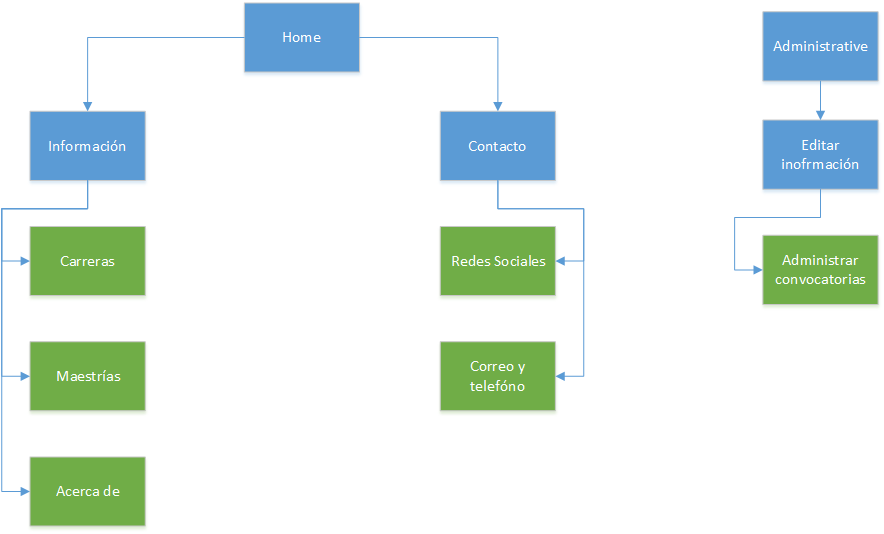 Home
Información
Contacto
Carreras
Maestrías
Acerca de
Redes Sociales
Correo y
telefóno
Administrative
Editar
inofrmación
Administrar
convocatorias